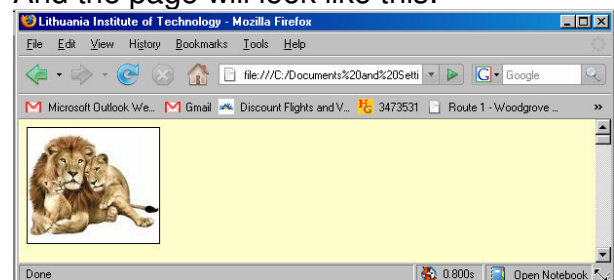 And the page will look like this:
Lithuania Institute of Technology - Mozilla Firefox
File Edit View History Bookmarks Tools Help
file:///C:/Documents%20and%20Setti G Google
Microsoft Outlook We... Gmail Discount Flights and V... HG 3473531 Route 1 - Woodgrove ... »
Done 0.800s Open Notebook